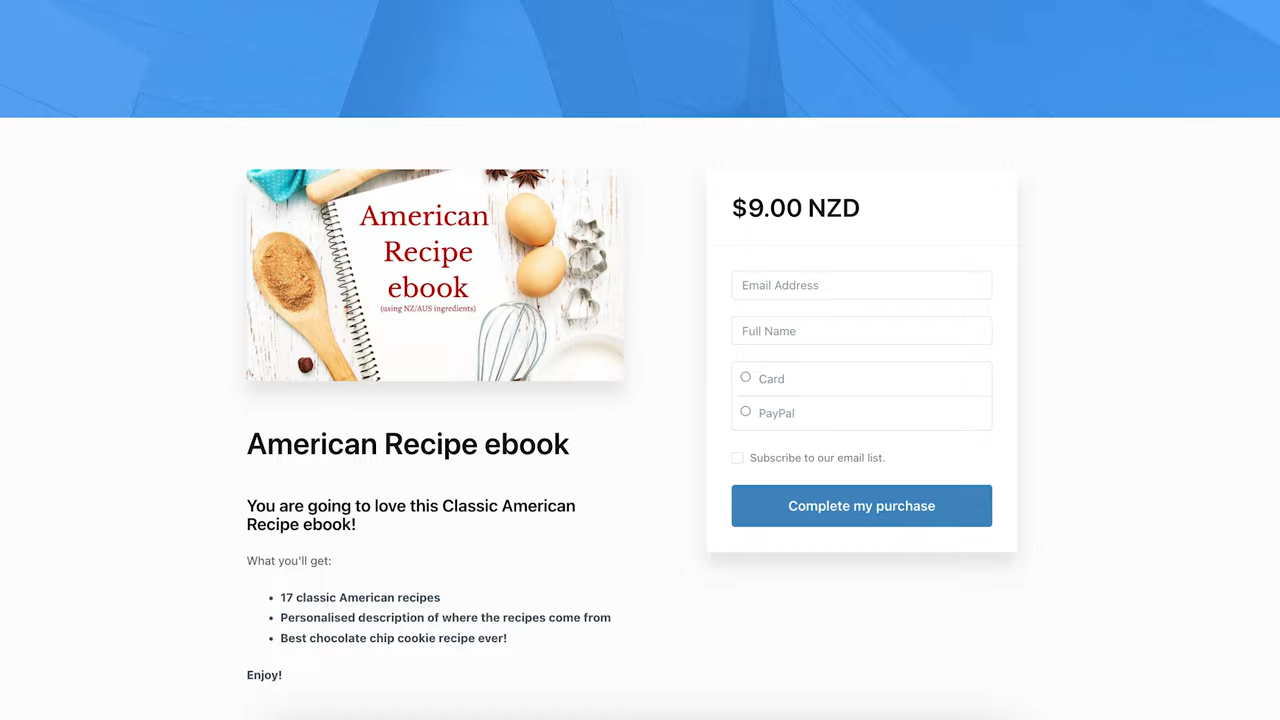 American
Recipe
ebook
(using NZ/AUS ingredients)
American Recipe ebook
You are going to love this Classic American
Recipe ebook!
What you'll get:
• 17 classic American recipes
• Personalised description of where the recipes come from
• Best chocolate chip cookie recipe ever!
Enjoy!
$9.00 NZD
Email Address
Full Name
Card
PayPal
Subscribe to our email list.
Complete my purchase